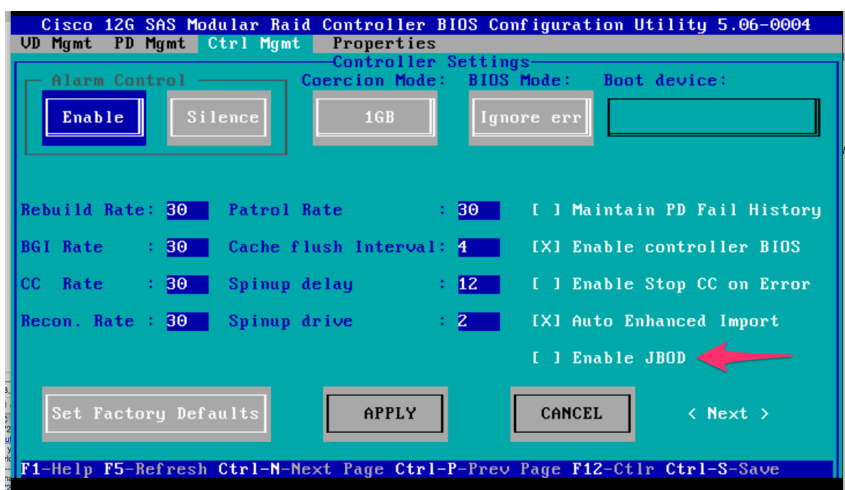 Cisco 12G SAS Modular Raid Controller BIOS Configuration Utility 5.06-0004
VD Mgmt PD Mgmt Ctrl Mgmt Properties
Controller Settings
Alarm Control Coercion Mode: BIOS Mode: Boot device:
Enable Silence 1GB Ignore err
Rebuild Rate: 30 Patrol Rate : 30 [ ] Maintain PD Fail History
BGI Rate : 30 Cache flush Interval: 4 [X] Enable controller BIOS
CC Rate : 30 Spinup delay : 12 [ ] Enable Stop CC on Error
Recon. Rate : 30 Spinup drive : 2 [X] Auto Enhanced Import
[ ] Enable JBOD
Set Factory Defaults APPLY CANCEL < Next >
F1-Help F5-Refresh Ctrl-N-Next Page Ctrl-P-Prev Page F12-Ctlr Ctrl-S-Save